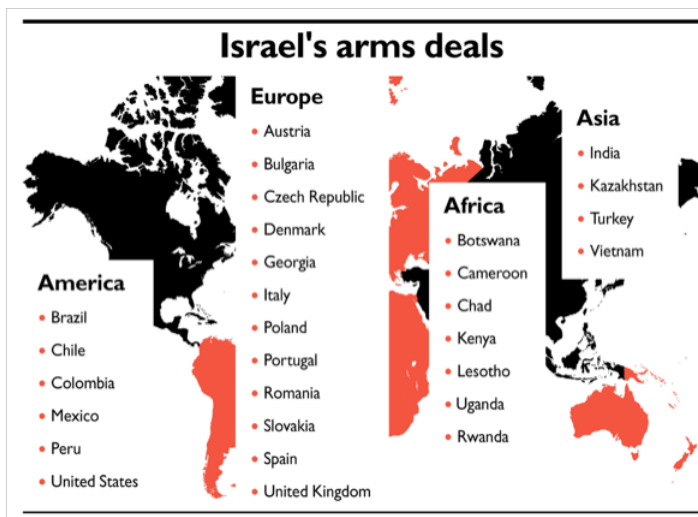 Israel's arms deals
America
Brazil
Chile
Colombia
Mexico
Peru
United States
Europe
Austria
Bulgaria
Czech Republic
Denmark
Georgia
Italy
Poland
Portugal
Romania
Slovakia
Spain
United Kingdom
Africa
Botswana
Cameroon
Chad
Kenya
Lesotho
Uganda
Rwanda
Asia
India
Kazakhstan
Turkey
Vietnam